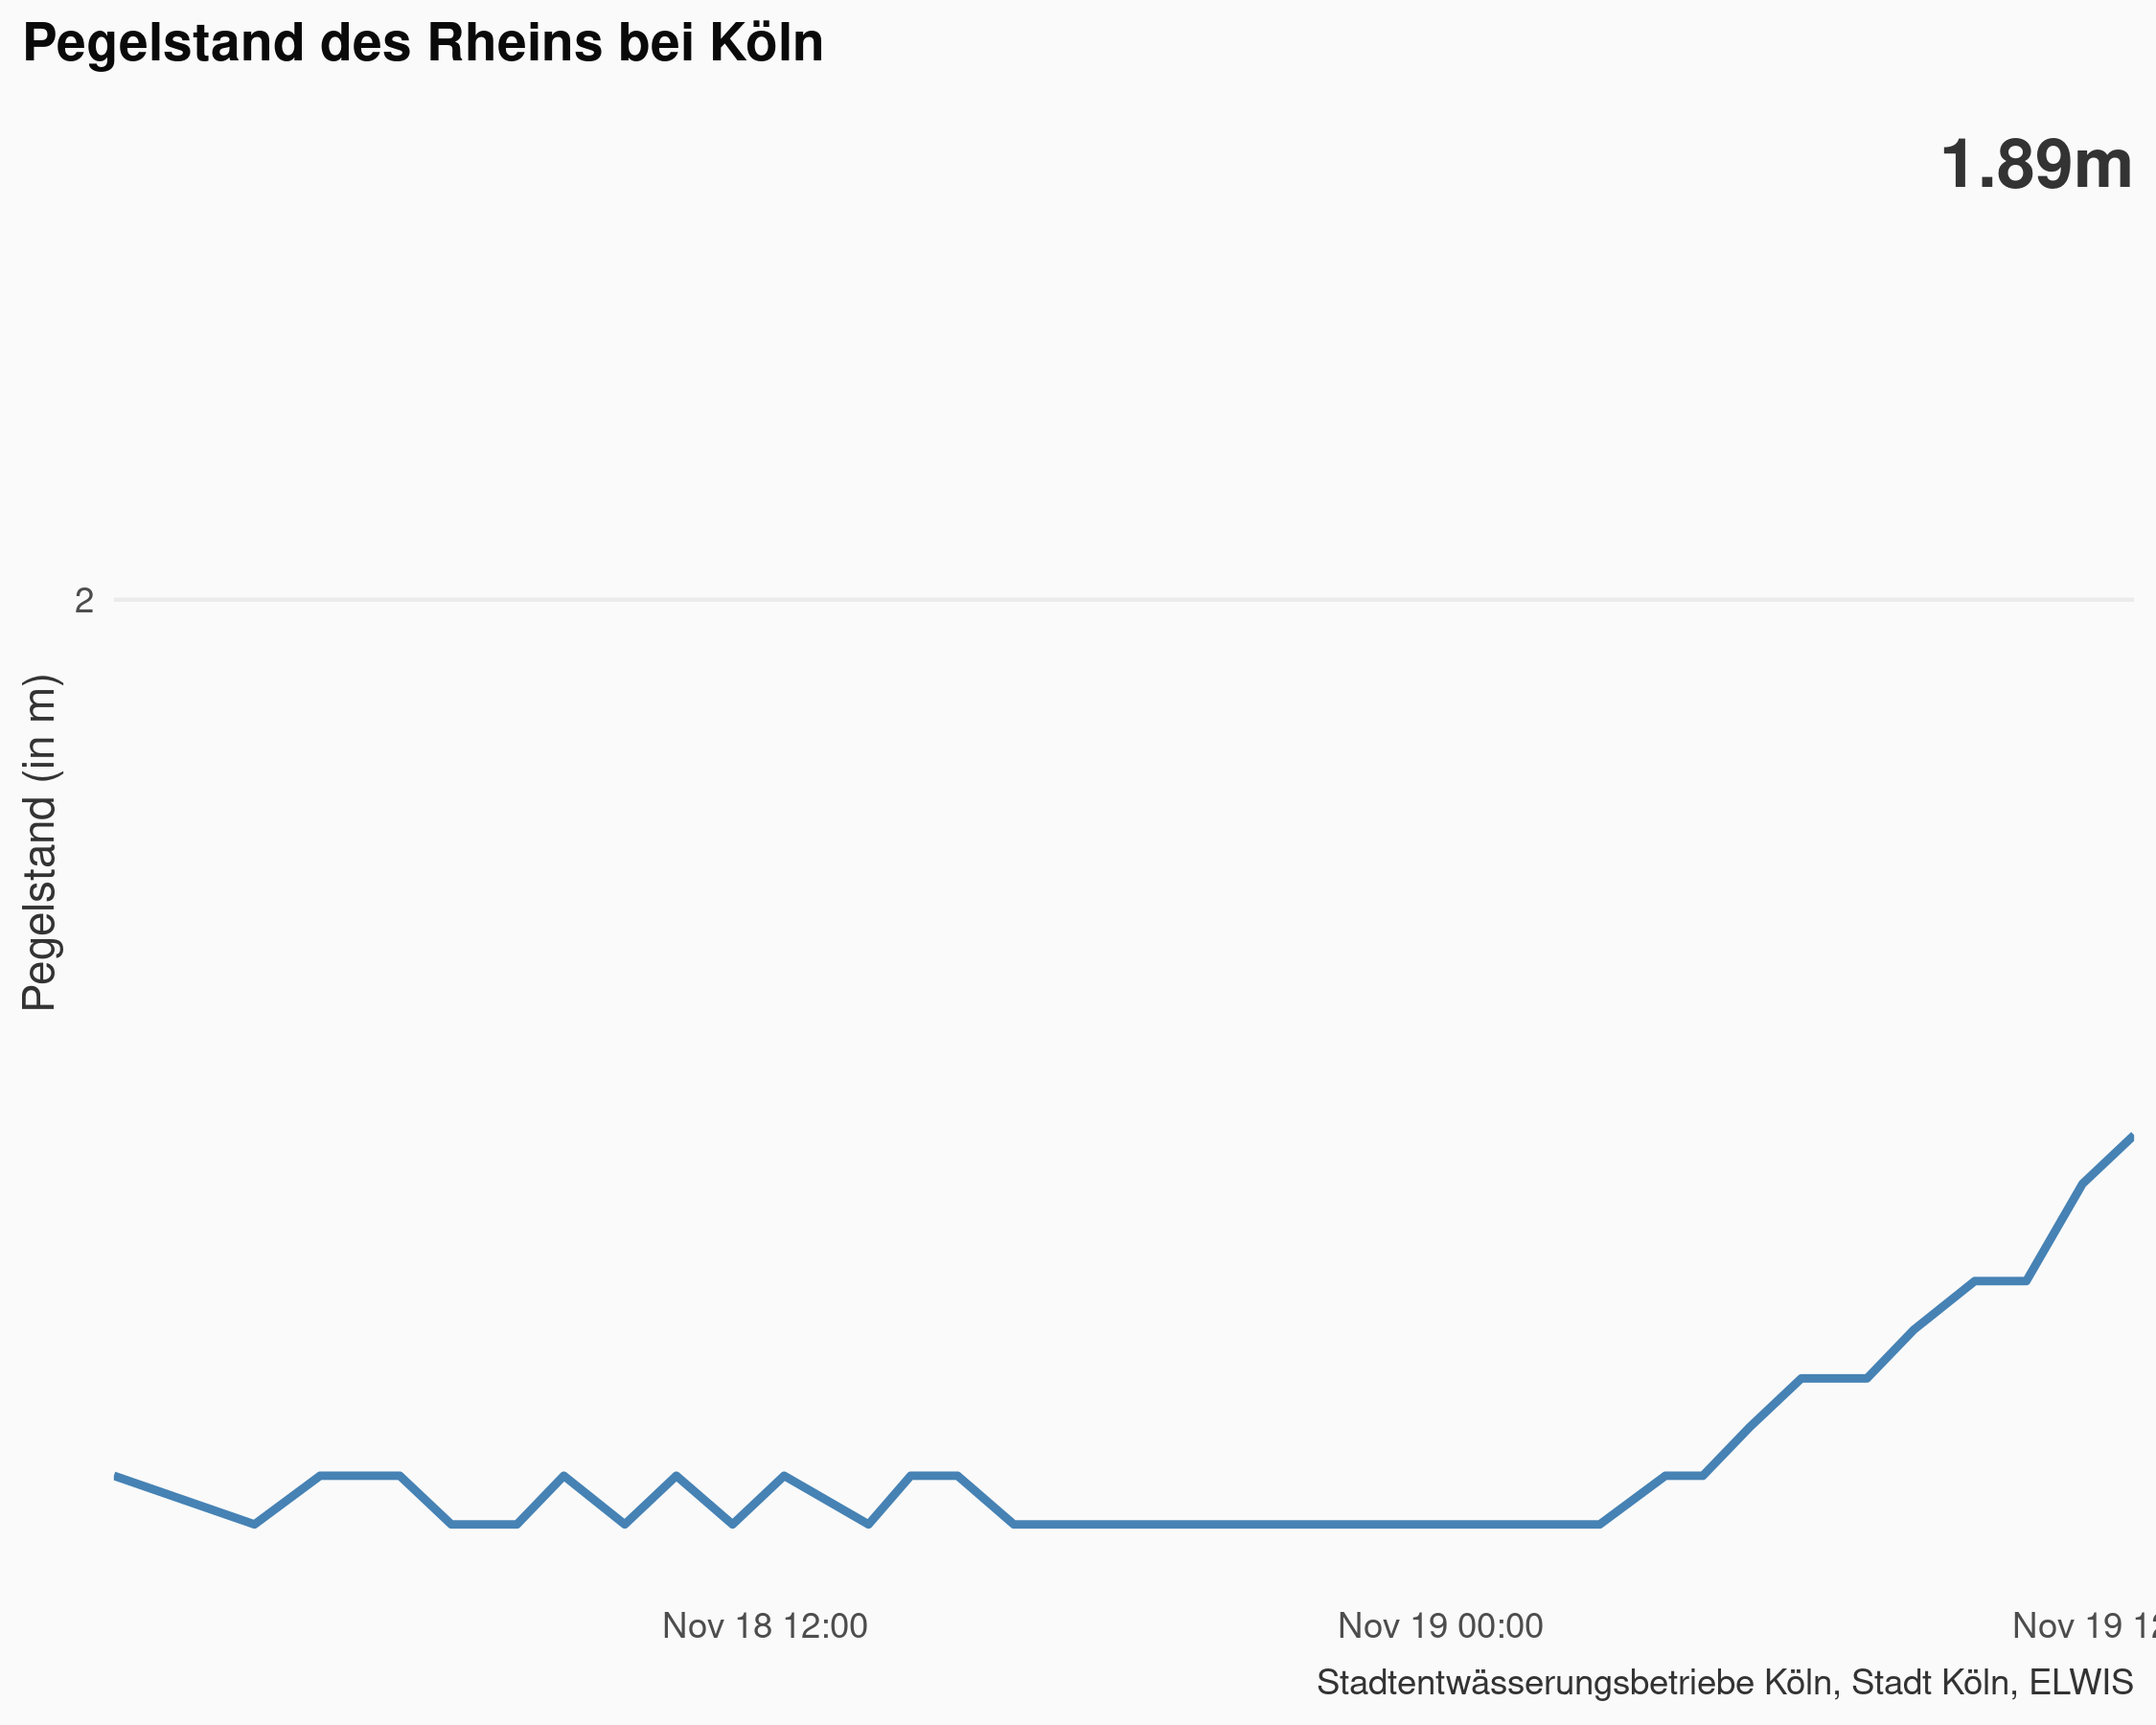 Pegelstand des Rheins bei Köln
1.89m
2
Pegelstand (in m)
Nov 18 12:00 Nov 19 00:00 Nov 19 12
Stadtentwässerungsbetriebe Köln, Stadt Köln, ELWIS